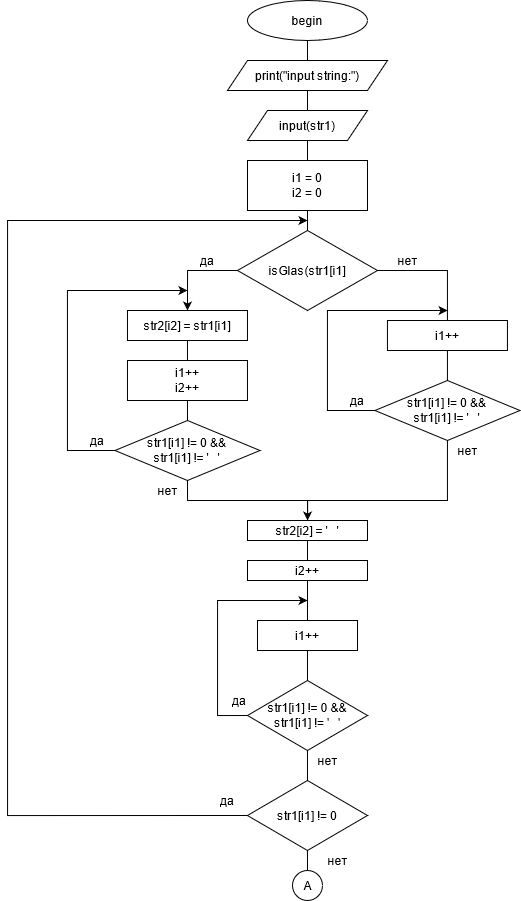 begin
print("input string:")
input(str1)
i1 = 0
i2 = 0
isGlas(str1[i1]
да
нет
str2[i2] = str1[i1]
i1++
i1++
i2++
да
str1[i1] != 0 &&
str1[i1] != '   '
да
str1[i1] != 0 &&
str1[i1] != '   '
нет
нет
str2[i2] = '   '
i2++
i1++
да
str1[i1] != 0 &&
str1[i1] != '   '
нет
да
str1[i1] != 0
нет
A